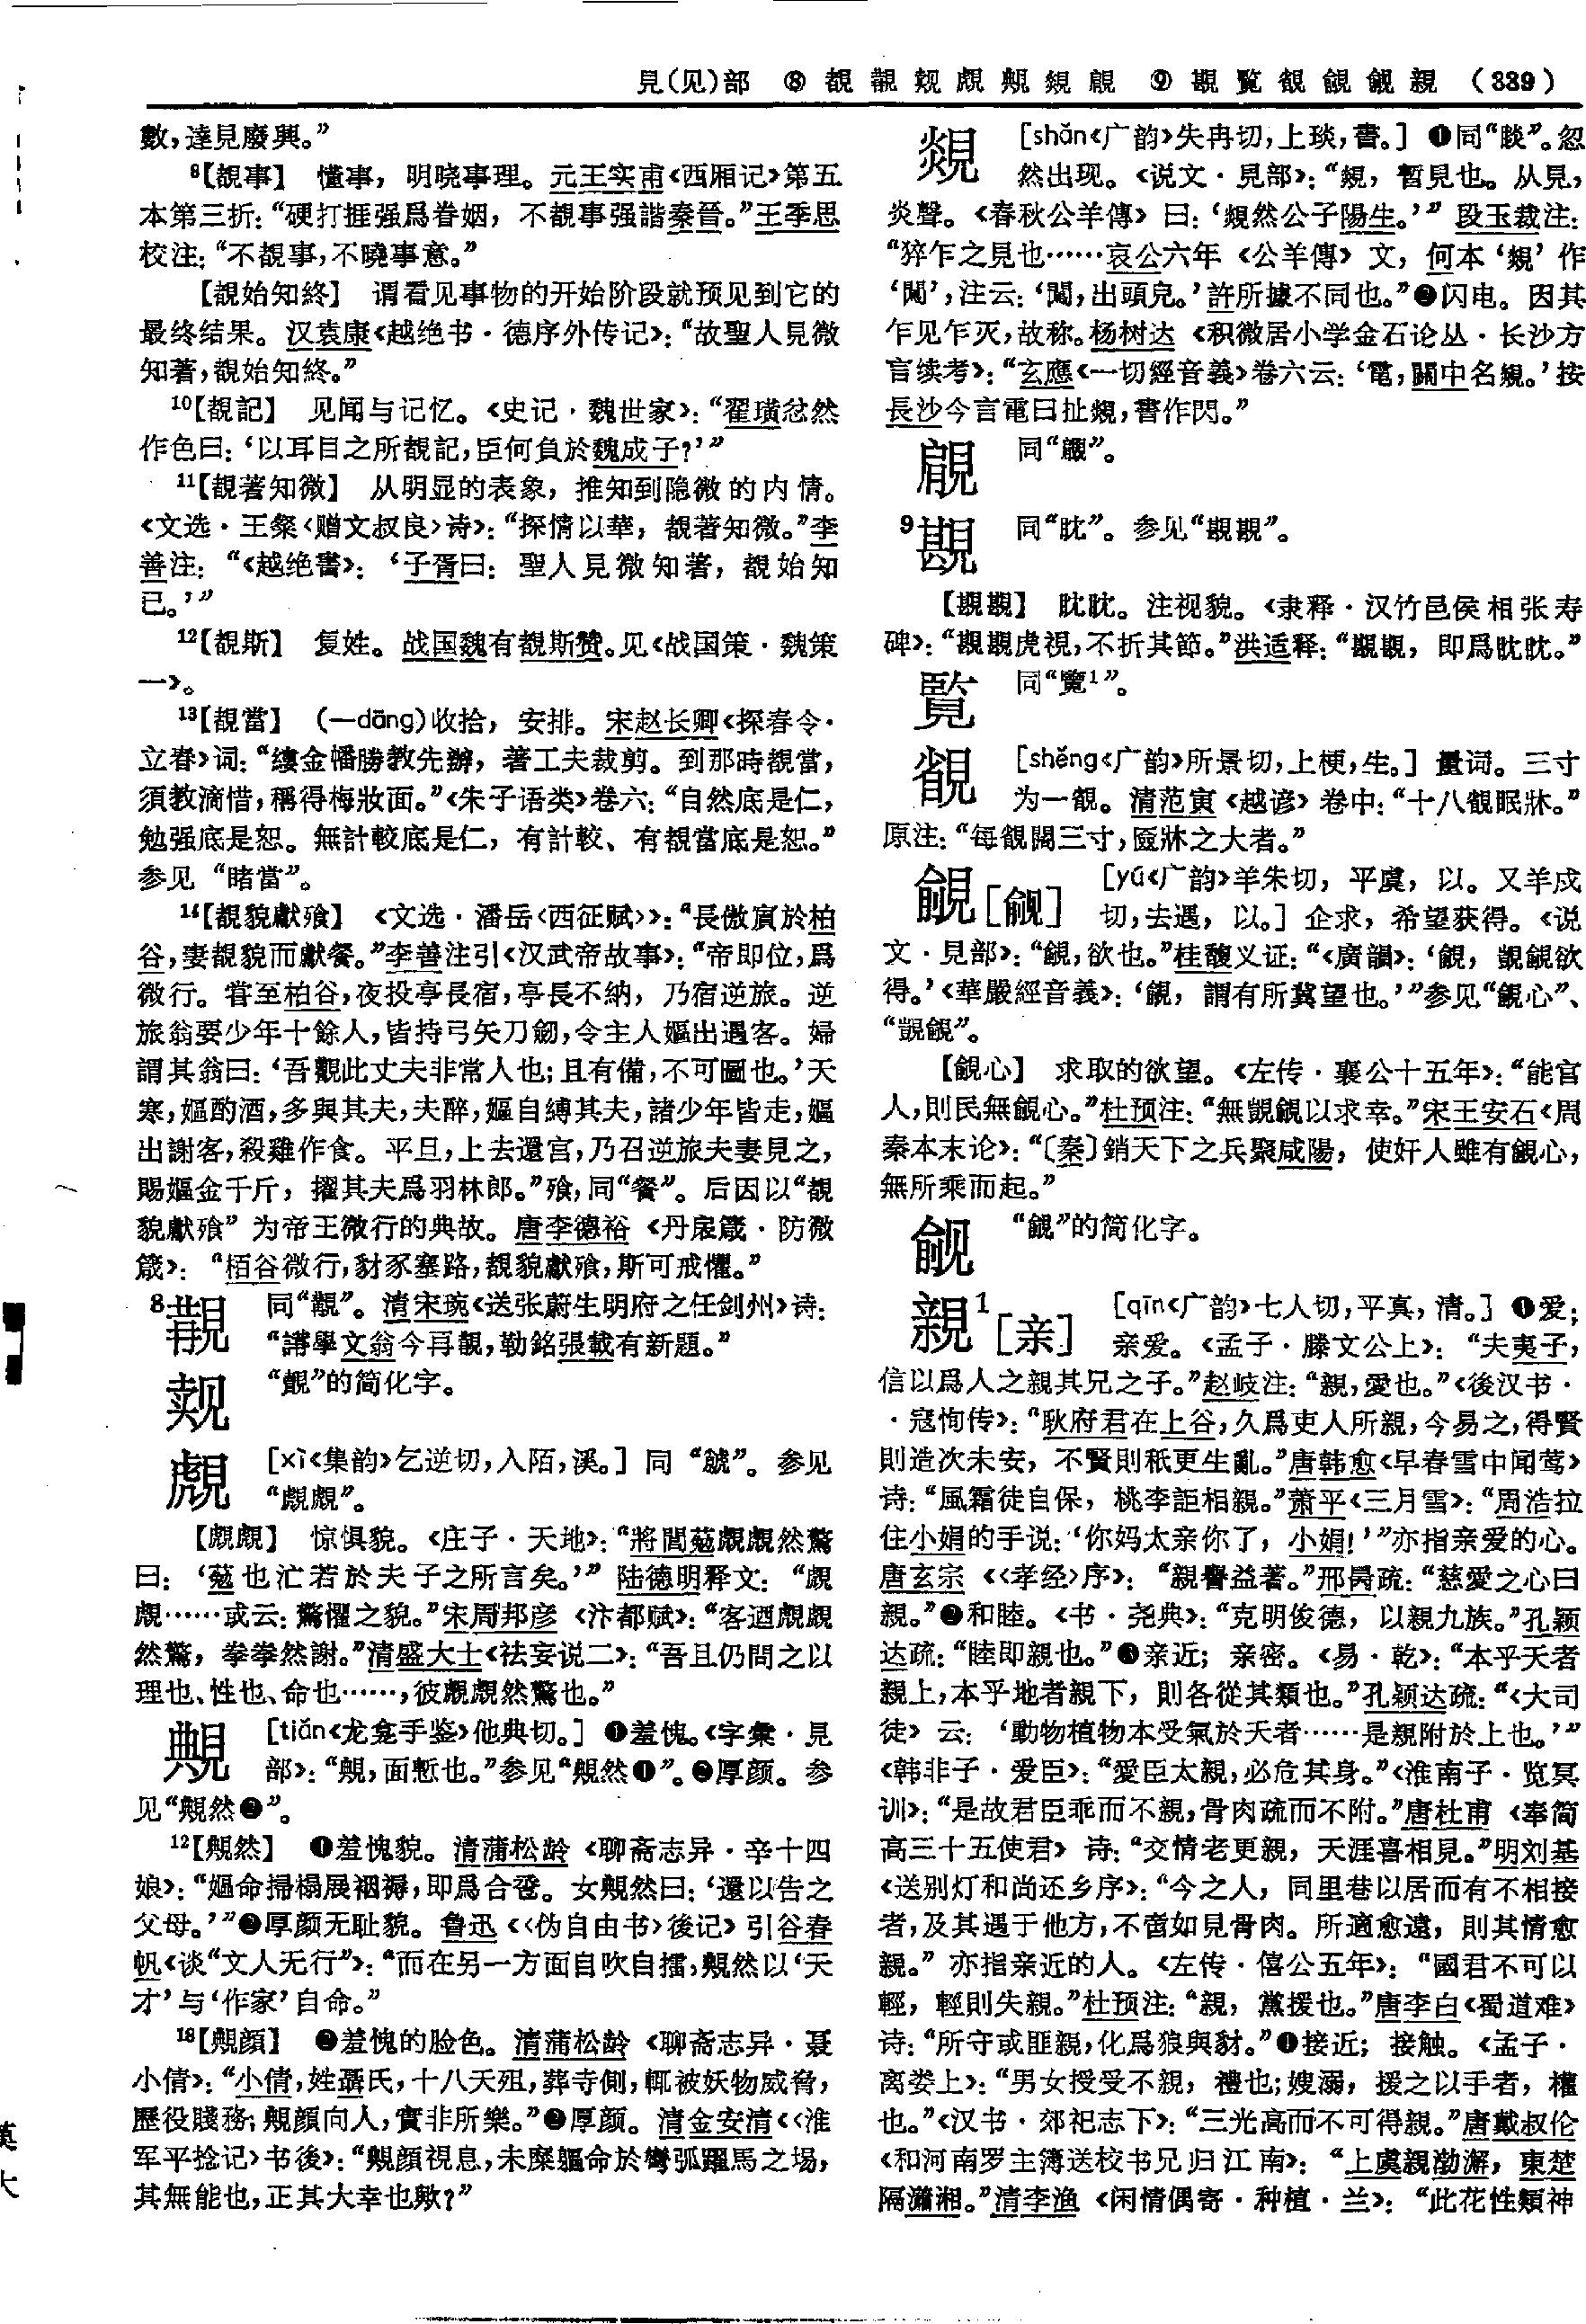 見(见)部 ⑧ 覩 覯 觌 覤 覥 覢 䚕 ⑨ 覘 覧 覴 覦 觎 親 (339)
數，達見廢興。”
⁹【覩事】 懂事，明晓事理。元王实甫《西厢记》第五
本第三折：“硬打捱强爲眷姻，不覩事强諧秦晉。”王季思
校注：“不覩事，不曉事意。”
【覩始知終】 谓看见事物的开始阶段就预见到它的
最终结果。汉袁康《越绝书·德序外传记》：“故聖人見微
知著，覩始知終。”
¹⁰【覩記】 见闻与记忆。《史记·魏世家》：“翟璜忿然
作色曰：‘以耳目之所覩記，臣何負於魏成子？’”
¹¹【覩著知微】 从明显的表象，推知到隐微的内情。
《文选·王粲〈赠文叔良〉诗》：“探情以華，覩著知微。”李
善注：“《越绝書》：‘子胥曰：聖人見微知著，覩始知
已。’”
¹²【覩斯】 复姓。战国魏有覩斯赞。见《战国策·魏策
一》。
¹³【覩當】 （一dāng）收拾，安排。宋赵长卿《探春令·
立春》词：“縷金幡勝教先辦，著工夫裁剪。到那時覩當，
須教滴惜，稱得梅妝面。”《朱子语类》卷六：“自然底是仁，
勉强底是恕。無計較底是仁，有計較、有覩當底是恕。”
参见“睹當”。
¹⁴【覩貌獻飱】 《文选·潘岳〈西征赋〉》：“長傲賓於柏
谷，妻覩貌而獻餐。”李善注引《汉武帝故事》：“帝即位，爲
微行。嘗至柏谷，夜投亭長宿，亭長不納，乃宿逆旅。逆
旅翁要少年十餘人，皆持弓矢刀劒，令主人嫗出遇客。婦
謂其翁曰：‘吾觀此丈夫非常人也；且有備，不可圖也。’天
寒，嫗酌酒，多與其夫，夫醉，嫗自縛其夫，諸少年皆走，嫗
出謝客，殺雞作食。平旦，上去還宫，乃召逆旅夫妻見之，
賜嫗金千斤，擢其夫爲羽林郎。”飱，同“餐”。后因以“覩
貌獻飱”为帝王微行的典故。唐李德裕《丹扆箴·防微
箴》：“栢谷微行，豺豕塞路，覩貌獻飱，斯可戒懼。”
⁸覯 同“觀”。清宋琬《送张蔚生明府之任剑州》诗：
“講學文翁今再覯，勒銘張載有新題。”
觌 “覿”的简化字。
覤 [xì《集韵》乞逆切，入陌，溪。] 同“虩”。参见
“覤覤”。
【覤覤】 惊惧貌。《庄子·天地》：“將閭葂覤覤然驚
曰：‘葂也汒若於夫子之所言矣。’”陆德明释文：“覤
覤……或云：驚懼之貌。”宋周邦彦《汴都赋》：“客迺覤覤
然驚，拳拳然謝。”清盛大士《祛妄说二》：“吾且仍問之以
理也、性也、命也……，彼覤覤然驚也。”
覥 [tiǎn《龙龛手鉴》他典切。] ❶羞愧。《字彙·見
部》：“覥，面慙也。”参见“覥然❶”。❷厚颜。参
见“覥然❷”。
¹²【覥然】 ❶羞愧貌。清蒲松龄《聊斋志异·辛十四
娘》：“嫗命掃榻展裀褥，即爲合卺。女覥然曰：‘還以告之
父母。’”❷厚颜无耻貌。鲁迅《〈伪自由书〉後记》引谷春
帆《谈“文人无行”》：“而在另一方面自吹自擂，覥然以‘天
才’与‘作家’自命。”
¹⁸【覥顔】 ❶羞愧的脸色。清蒲松龄《聊斋志异·聂
小倩》：“小倩，姓聶氏，十八夭殂，葬寺側，輒被妖物威脅，
歷役賤務；覥顔向人，實非所樂。”❷厚颜。清金安清《〈淮
军平捻记〉书後》：“覥顔視息，未糜軀命於彎弧躍馬之場，
其無能也，正其大幸也歟？”
覢 [shǎn《广韵》失冉切，上琰，書。] ❶同“睒”。忽
然出现。《说文·見部》：“覢，暫見也。从見，
炎聲。《春秋公羊傳》曰：‘覢然公子陽生。’”段玉裁注：
“猝乍之見也……哀公六年《公羊傳》文，何本‘覢’作
‘闖’，注云：‘闖，出頭皃。’許所據不同也。”❷闪电。因其
乍见乍灭，故称。杨树达《积微居小学金石论丛·长沙方
言续考》：“玄應《一切經音義》卷六云：‘電，關中名覢。’按
長沙今言電曰扯覢，書作閃。”
同“覵”。
⁹ 同“眈”。参见“𧡪𧡪”。
【𧡪𧡪】 眈眈。注视貌。《隶释·汉竹邑侯相张寿
碑》：“𧡪𧡪虎視，不折其節。”洪适释：“𧡪𧡪，即爲眈眈。”
覧 同“覽¹”。
覴 [shěng《广韵》所景切，上梗，生。] 量词。三寸
为一覴。清范寅《越谚》卷中：“十八覴眠牀。”
原注：“每覴闊三寸，匟牀之大者。”
覦[觎] [yú《广韵》羊朱切，平虞，以。又羊戍
切，去遇，以。] 企求，希望获得。《说
文·見部》：“覦，欲也。”桂馥义证：“《廣韻》：‘覦，覬覦欲
得。’《華嚴經音義》：‘覦，謂有所冀望也。’”参见“覦心”、
“覬覦”。
【覦心】 求取的欲望。《左传·襄公十五年》：“能官
人，則民無覦心。”杜预注：“無覬覦以求幸。”宋王安石《周
秦本末论》：“〔秦〕銷天下之兵聚咸陽，使奸人雖有覦心，
無所乘而起。”
觎 “覦”的简化字。
親¹[亲] [qīn《广韵》七人切，平真，清。] ❶爱；
亲爱。《孟子·滕文公上》：“夫夷子，
信以爲人之親其兄之子。”赵岐注：“親，愛也。”《後汉书·
·寇恂传》：“耿府君在上谷，久爲吏人所親，今易之，得賢
則造次未安，不賢則秖更生亂。”唐韩愈《早春雪中闻莺》
诗：“風霜徒自保，桃李詎相親。”萧平《三月雪》：“周浩拉
住小娟的手说：‘你妈太亲你了，小娟！’”亦指亲爱的心。
唐玄宗《〈孝经〉序》：“親譽益著。”邢昺疏：“慈愛之心曰
親。”❷和睦。《书·尧典》：“克明俊德，以親九族。”孔颖
达疏：“睦即親也。”❸亲近；亲密。《易·乾》：“本乎天者
親上，本乎地者親下，則各從其類也。”孔颖达疏：“《大司
徒》云：‘動物植物本受氣於天者……是親附於上也。’”
《韩非子·爱臣》：“愛臣太親，必危其身。”《淮南子·览冥
训》：“是故君臣乖而不親，骨肉疏而不附。”唐杜甫《奉简
高三十五使君》诗：“交情老更親，天涯喜相見。”明刘基
《送别灯和尚还乡序》：“今之人，同里巷以居而有不相接
者，及其遇于他方，不啻如見骨肉。所適愈遠，則其情愈
親。”亦指亲近的人。《左传·僖公五年》：“國君不可以
輕，輕則失親。”杜预注：“親，黨援也。”唐李白《蜀道难》
诗：“所守或匪親，化爲狼與豺。”❹接近；接触。《孟子·
离娄上》：“男女授受不親，禮也；嫂溺，援之以手者，權
也。”《汉书·郊祀志下》：“三光高而不可得親。”唐戴叔伦
《和河南罗主簿送校书兄归江南》：“上虞親渤澥，東楚
隔瀟湘。”清李渔《闲情偶寄·种植·兰》：“此花性類神